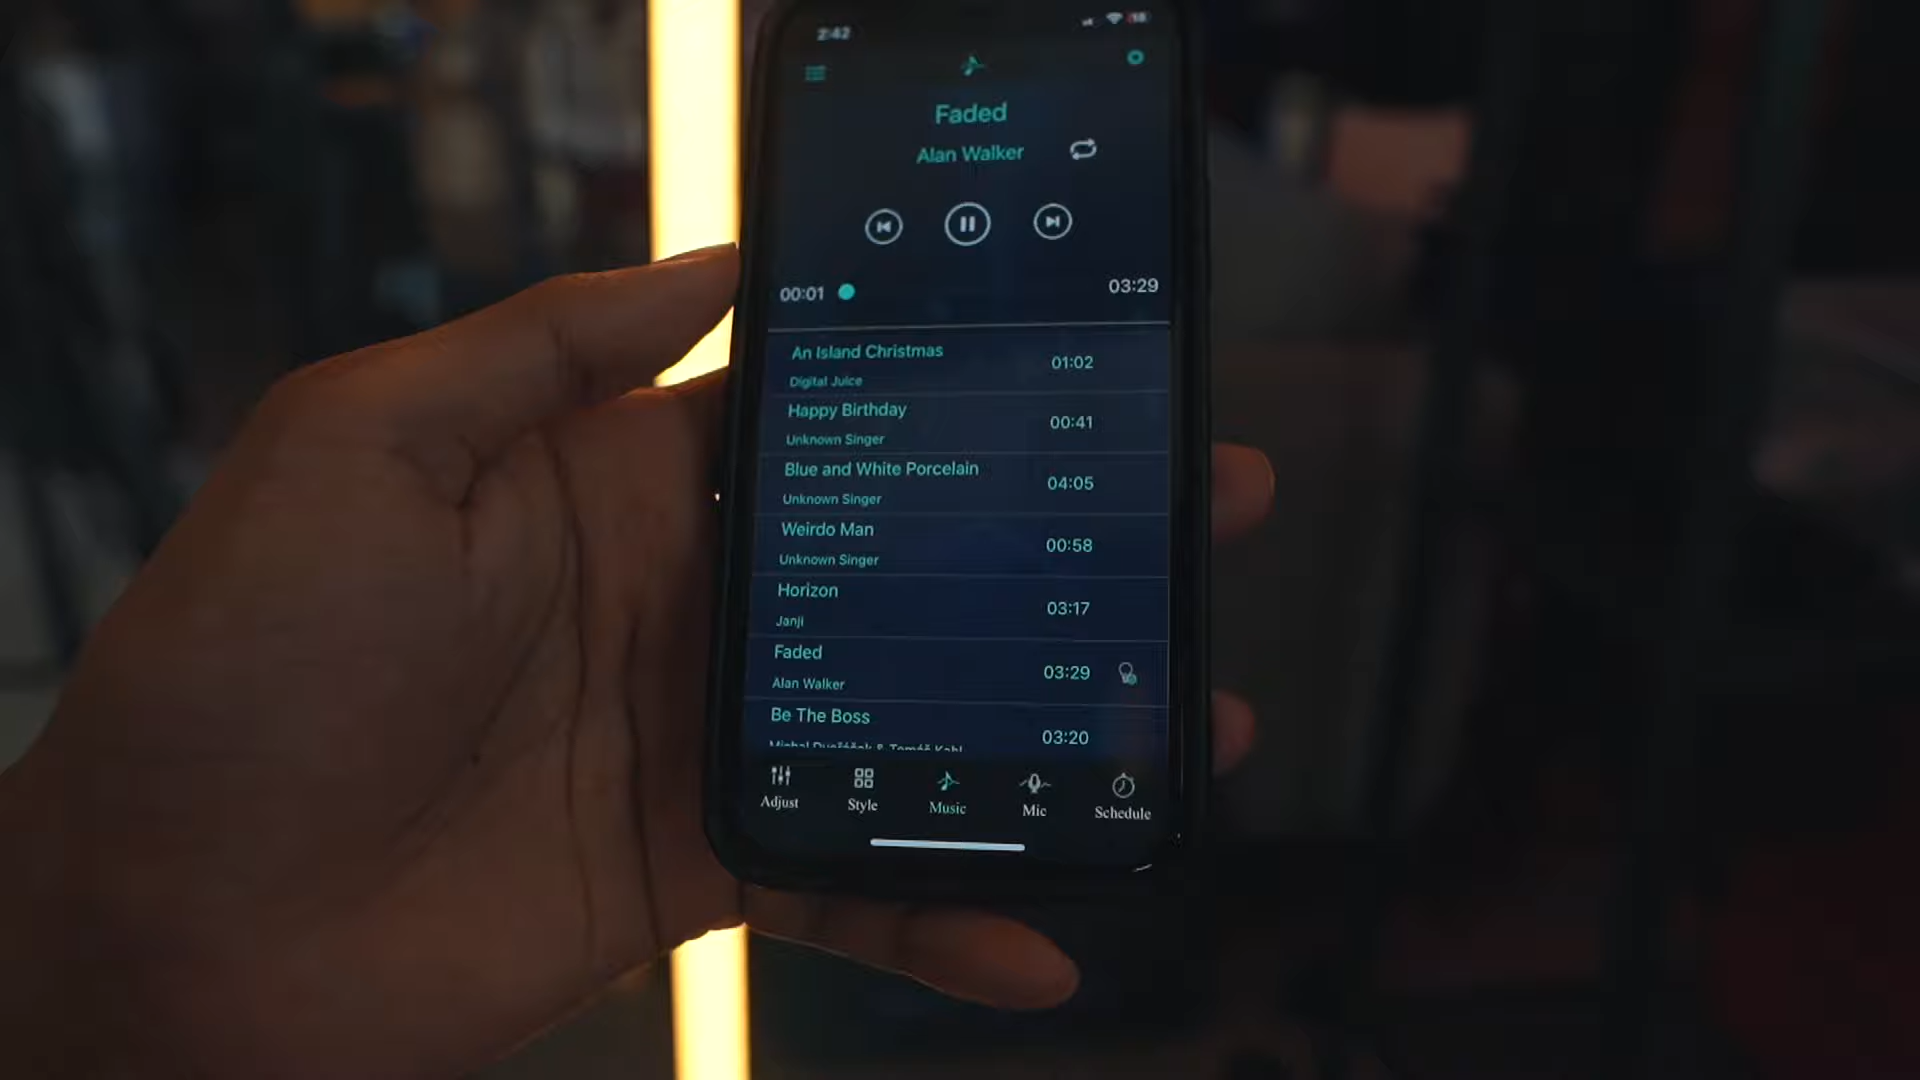 2:42
18
Faded
Alan Walker
00:01
03:29
An Island Christmas
01:02
Digital Juice
Happy Birthday
00:41
Unknown Singer
Blue and White Porcelain
04:05
Unknown Singer
Weirdo Man
00:58
Unknown Singer
Horizon
03:17
Janji
Faded
03:29
Alan Walker
Be The Boss
03:20
Adjust
Style
Music
Mic
Schedule